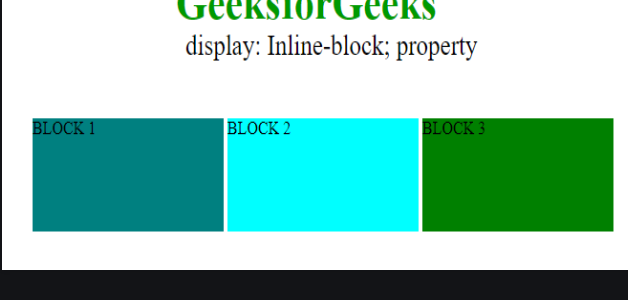 GeeksforGeeks
display: Inline-block; property
BLOCK 1
BLOCK 2
BLOCK 3